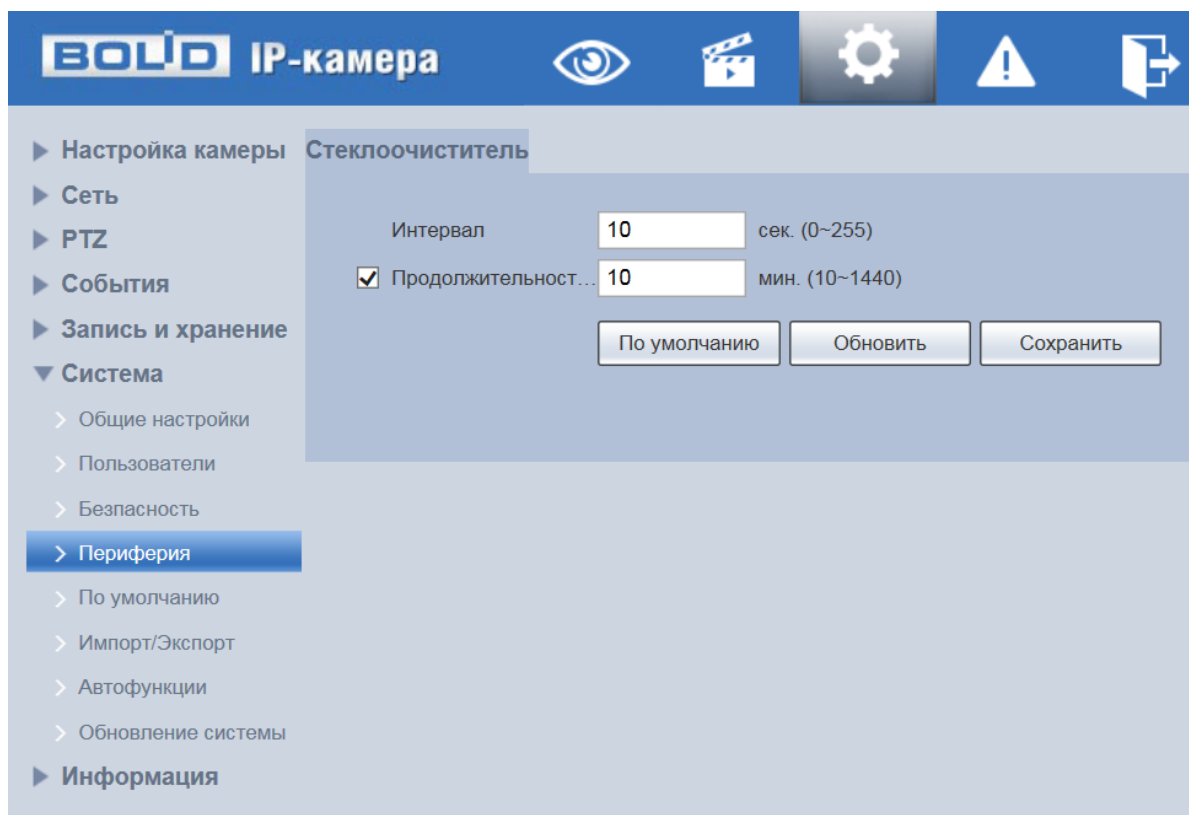 BOLID IP-камера
Настройка камеры
Сеть
PTZ
События
Запись и хранение
Система
Общие настройки
Пользователи
Безпасность
Периферия
По умолчанию
Импорт/Экспорт
Автофункции
Обновление системы
Информация
Стеклоочиститель
Интервал 10 сек. (0~255)
Продолжительност... 10 мин. (10~1440)
По умолчанию Обновить Сохранить